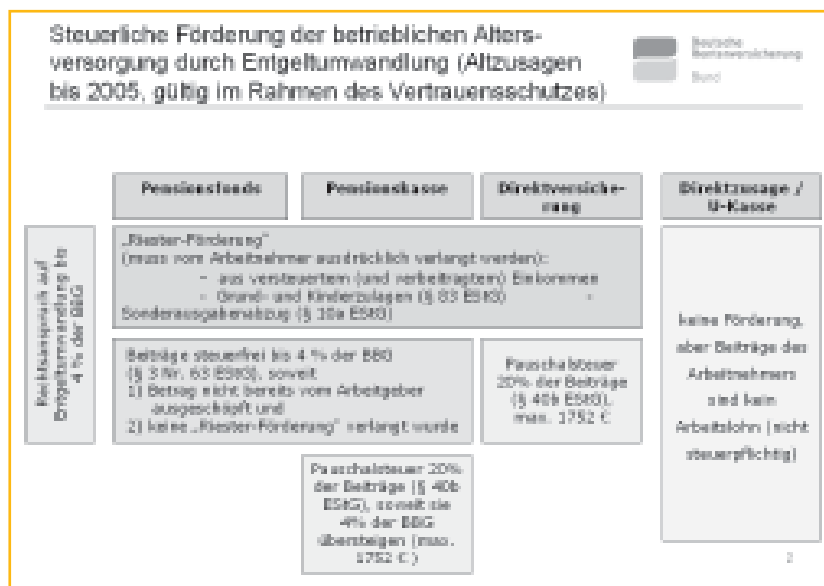 Steuerliche Förderung der betrieblichen Alters-
versorgung durch Entgeltumwandlung (Altzusagen
bis 2005, gültig im Rahmen des Vertrauensschutzes)
Deutsche
Rentenversicherung
Bund
Pensionsfonds
Pensionskasse
Direktversiche-
rung
Direktzusage /
U-Kasse
Rechtsanspruch auf
Entgeltumwandlung bis
4 % der BBG
„Riester-Förderung"
(muss vom Arbeitnehmer ausdrücklich verlangt werden):
- aus versteuertem (und verbeitragtem) Einkommen
- Grund- und Kinderzulagen (§ 83 EStG) -
Sonderausgabenabzug (§ 10a EStG)
Beiträge steuerfrei bis 4 % der BBG
(§ 3 Nr. 63 EStG), soweit
1) Betrag nicht bereits vom Arbeitgeber
ausgeschöpft und
2) keine „Riester-Förderung" verlangt wurde
Pauschalsteuer
20% der Beiträge
(§ 40b EStG),
max. 1752 €
keine Förderung,
aber Beiträge des
Arbeitnehmers
sind kein
Arbeitslohn (nicht
steuerpflichtig)
Pauschalsteuer 20%
der Beiträge (§ 40b
EStG), soweit sie
4% der BBG
übersteigen (max.
1752 €)
2